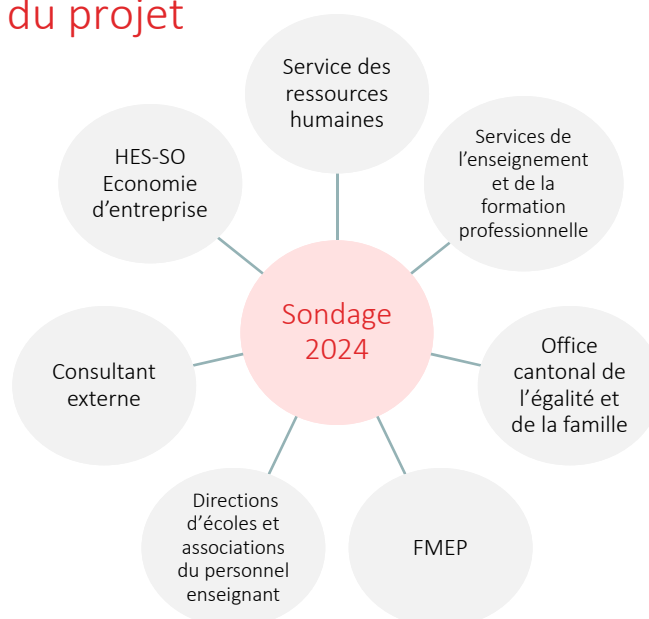 du projet
Service des
ressources
humaines
Services de
l'enseignement
et de la
formation
professionnelle
Office
cantonal de
l'égalité et
de la famille
FMEP
Directions
d'écoles et
associations
du personnel
enseignant
Consultant
externe
HES-SO
Economie
d'entreprise
Sondage
2024